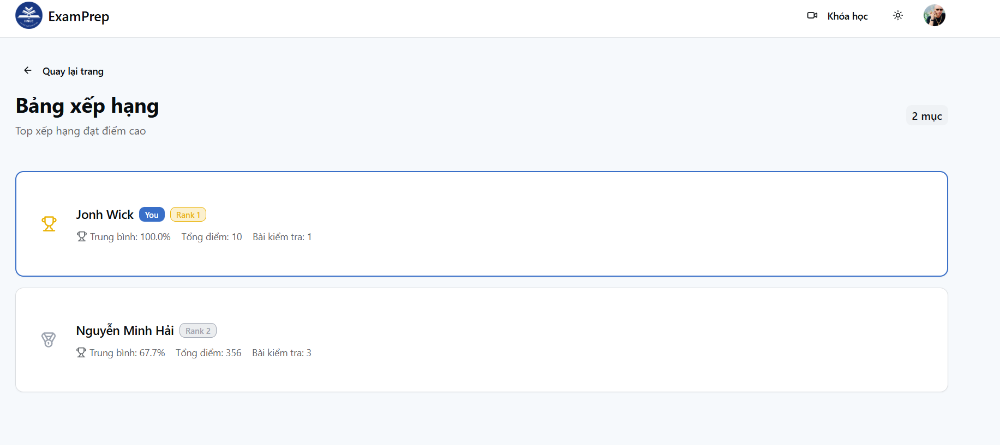 HNUE
ExamPrep
Khóa học
Quay lại trang
Bảng xếp hạng
2 mục
Top xếp hạng đạt điểm cao
Jonh Wick You Rank 1
Trung bình: 100.0% Tổng điểm: 10 Bài kiểm tra: 1
Nguyễn Minh Hải Rank 2
Trung bình: 67.7% Tổng điểm: 356 Bài kiểm tra: 3